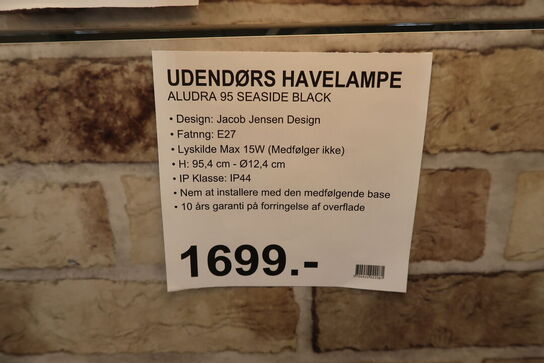 UDENDØRS HAVELAMPE
ALUDRA 95 SEASIDE BLACK
• Design: Jacob Jensen Design
• Fatnng: E27
• Lyskilde Max 15W (Medfølger ikke)
• H: 95,4 cm - Ø12,4 cm
• IP Klasse: IP44
• Nem at installere med den medfølgende base
• 10 års garanti på forringelse af overflade
1699.-